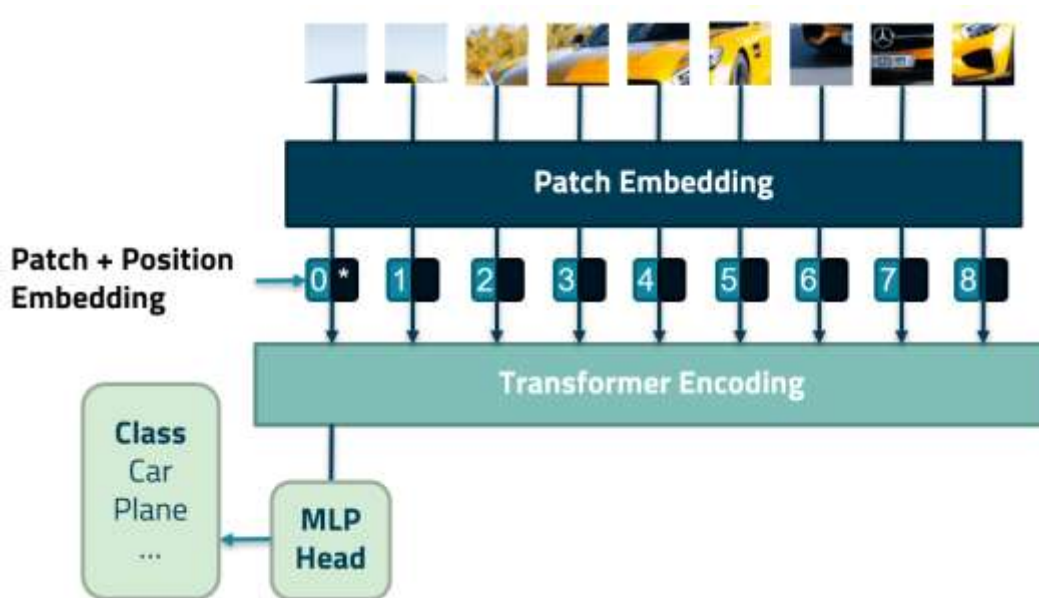 Patch Embedding
Patch + Position
Embedding
0 * 1 2 3 4 5 6 7 8
Transformer Encoding
Class
Car
Plane
...
MLP
Head